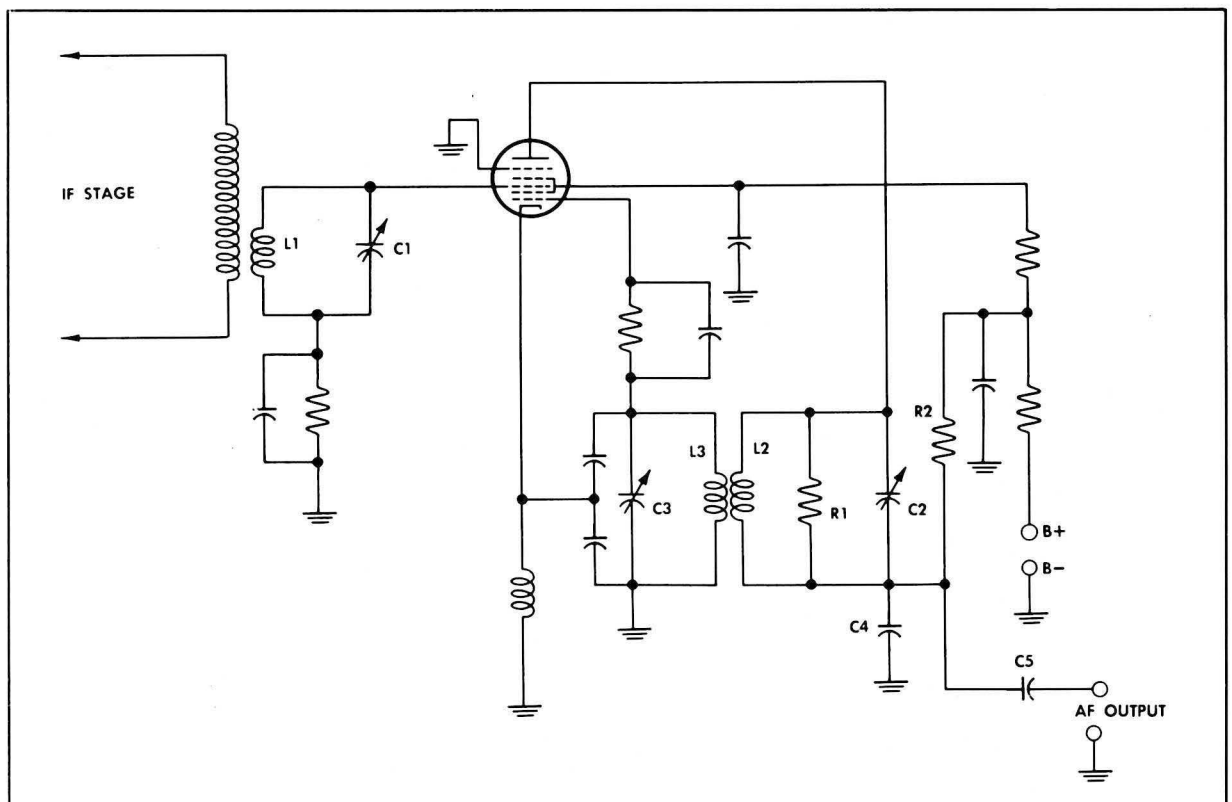 IF STAGE
L1
C1
L3
L2
R1
C3
C2
R2
B+
B-
C4
C5
AF OUTPUT